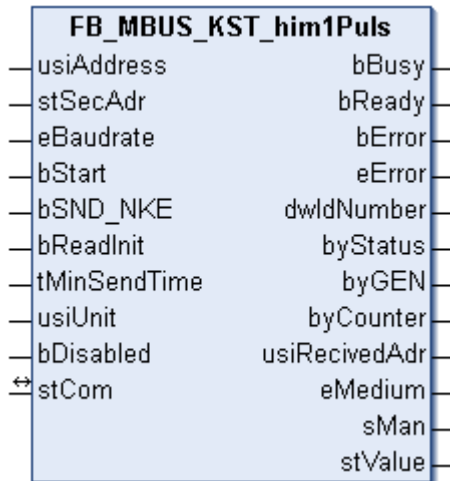 FB_MBUS_KST_him1Puls
usiAddress bBusy
stSecAdr bReady
eBaudrate bError
bStart eError
bSND_NKE dwIdNumber
bReadInit byStatus
tMinSendTime byGEN
usiUnit byCounter
bDisabled usiRecivedAdr
stCom eMedium
sMan
stValue